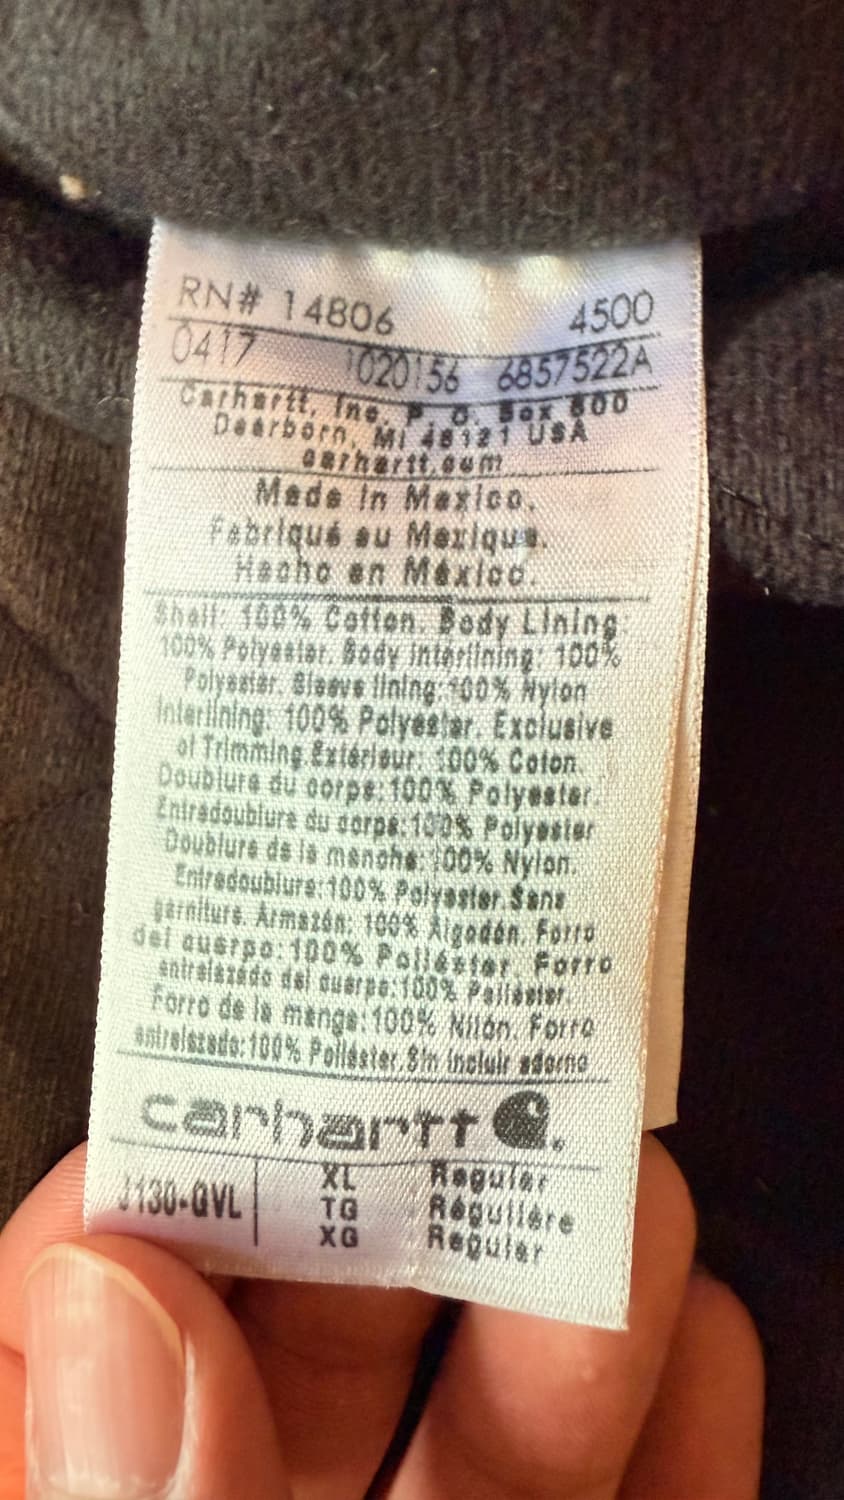 RN# 14806 4500
0417 1020156 6857522A
Carhartt, Inc. P. O. Box 600
Dearborn, MI 48121 USA
carhartt.com
Made in Mexico.
Fabriqué au Mexique.
Hecho en México.
Shell: 100% Cotton. Body Lining:
100% Polyester. Body interlining: 100%
Polyester. Sleeve lining: 100% Nylon
Interlining: 100% Polyester. Exclusive
of Trimming.Extérieur: 100% Coton.
Doublure du corps:100% Polyester.
Entredoublure du corps:100% Polyester
Doublure de la manche:100% Nylon.
Entredoublure:100% Polyester.Sans
garniture. Armazón: 100% Algodón. Forro
del cuerpo:100% Poliéster. Forro
entrelazado del cuerpo:100% Poliéster.
Forro de la manga:100% Nilón. Forro
entrelazado:100% Poliéster.Sin incluir adorno
carhartt
J130-QVL XL Regular
TG Régulière
XG Regular